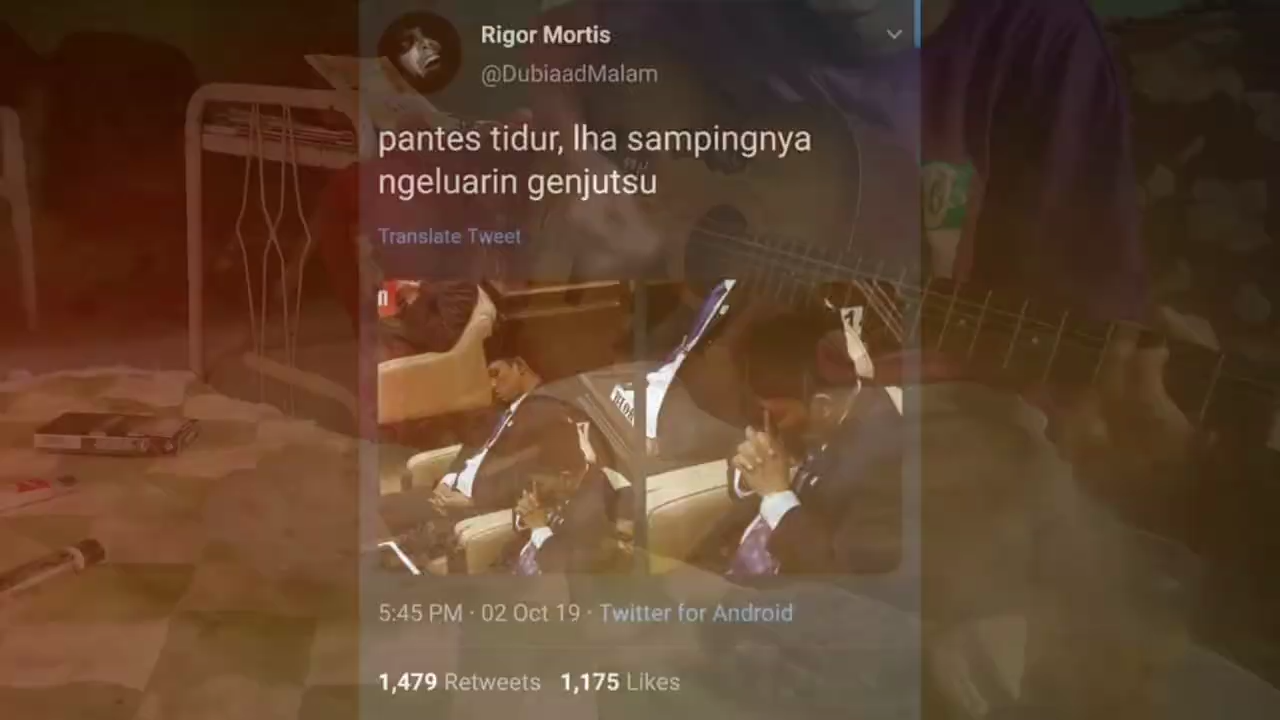 Rigor Mortis
@DubiaadMalam
pantes tidur, lha sampingnya
ngeluarin genjutsu
Translate Tweet
5:45 PM · 02 Oct 19 · Twitter for Android
1,479 Retweets 1,175 Likes